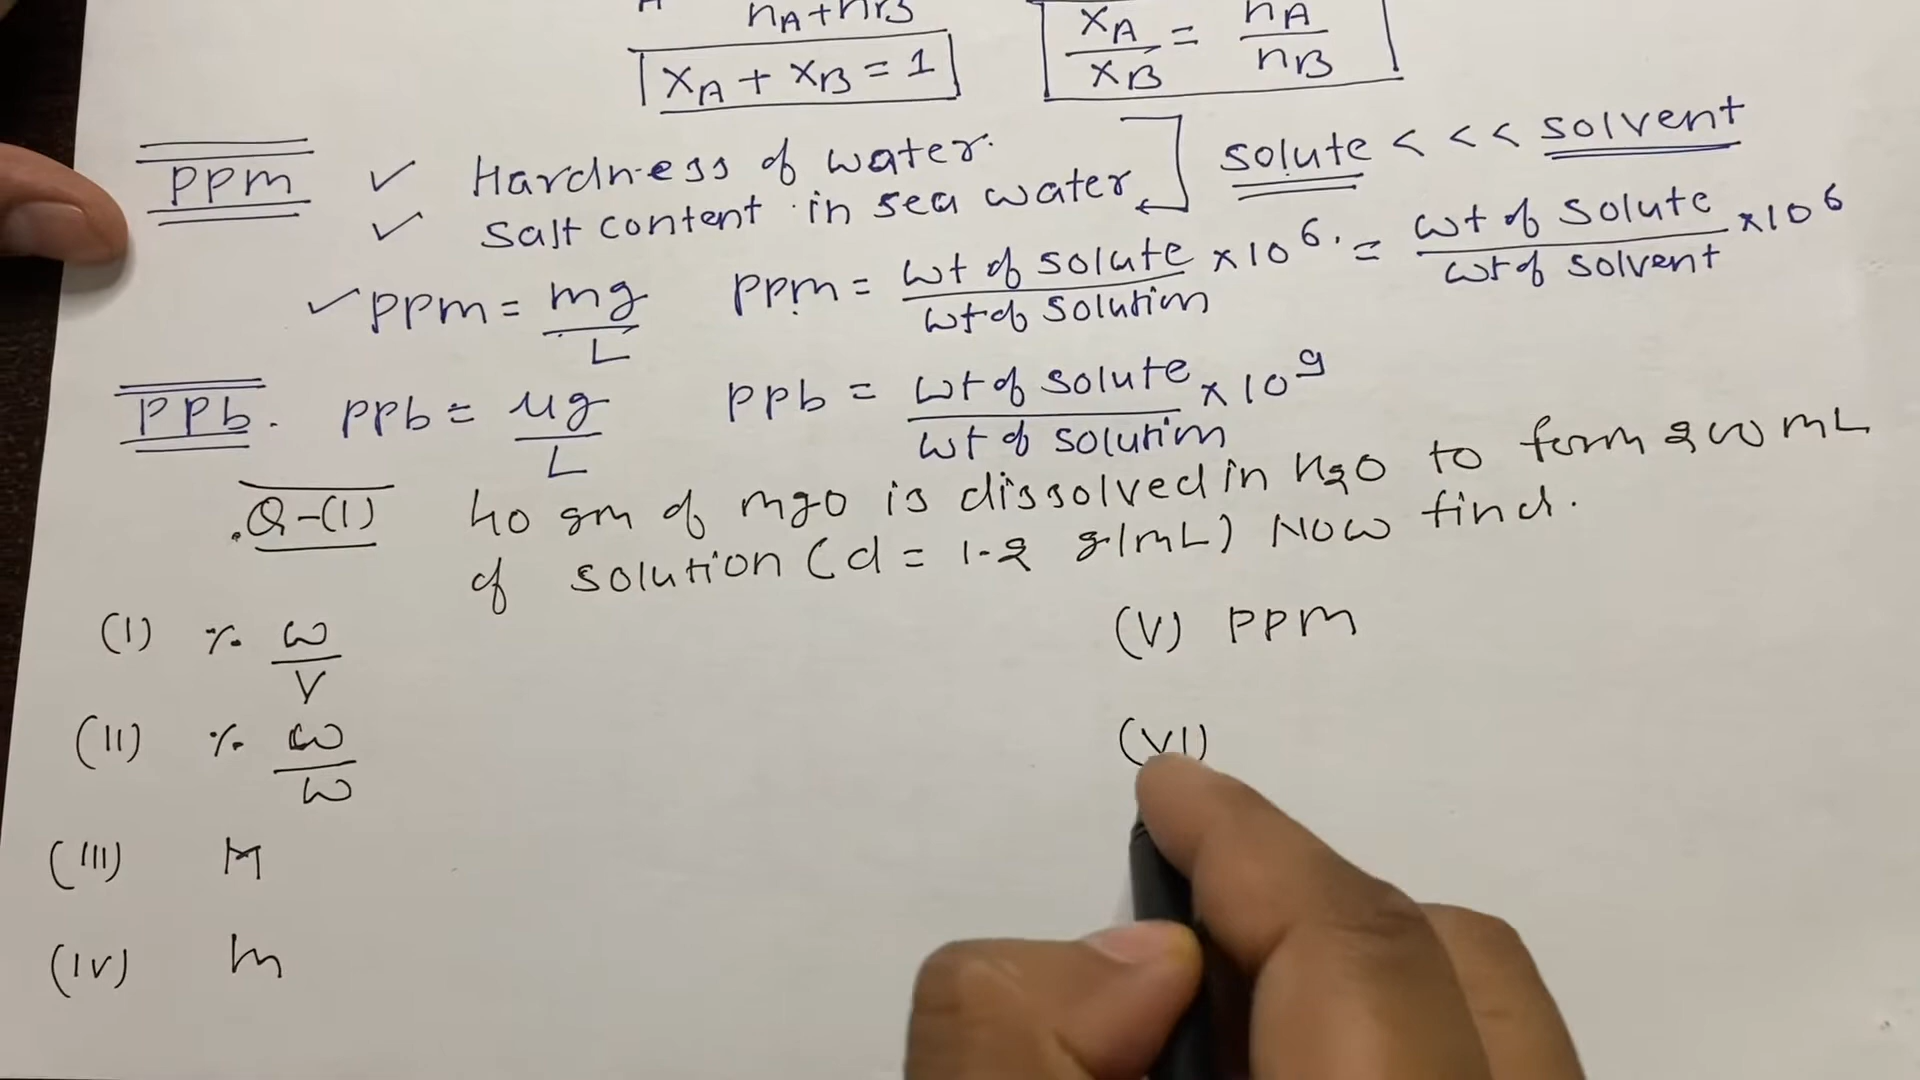 nA+nB
xA + xB = 1
xA/xB = nA/nB
PPm ✓ Hardness of water.
✓ Salt content in sea water
solute < < < solvent
✓ ppm = mg/L ppm = wt of solute/wt of solution ×10⁶. = wt of solute/wt of solvent ×10⁶
PPb. ppb = μg/L ppb = wt of solute/wt of solution ×10⁹
Q-(1) 40 gm of mgo is dissolved in H2O to form 200 mL
of solution (d = 1.2 g/mL) Now find.
(I) % w/v
(II) % w/w
(III) M
(IV) m
(V) PPM
(VI)